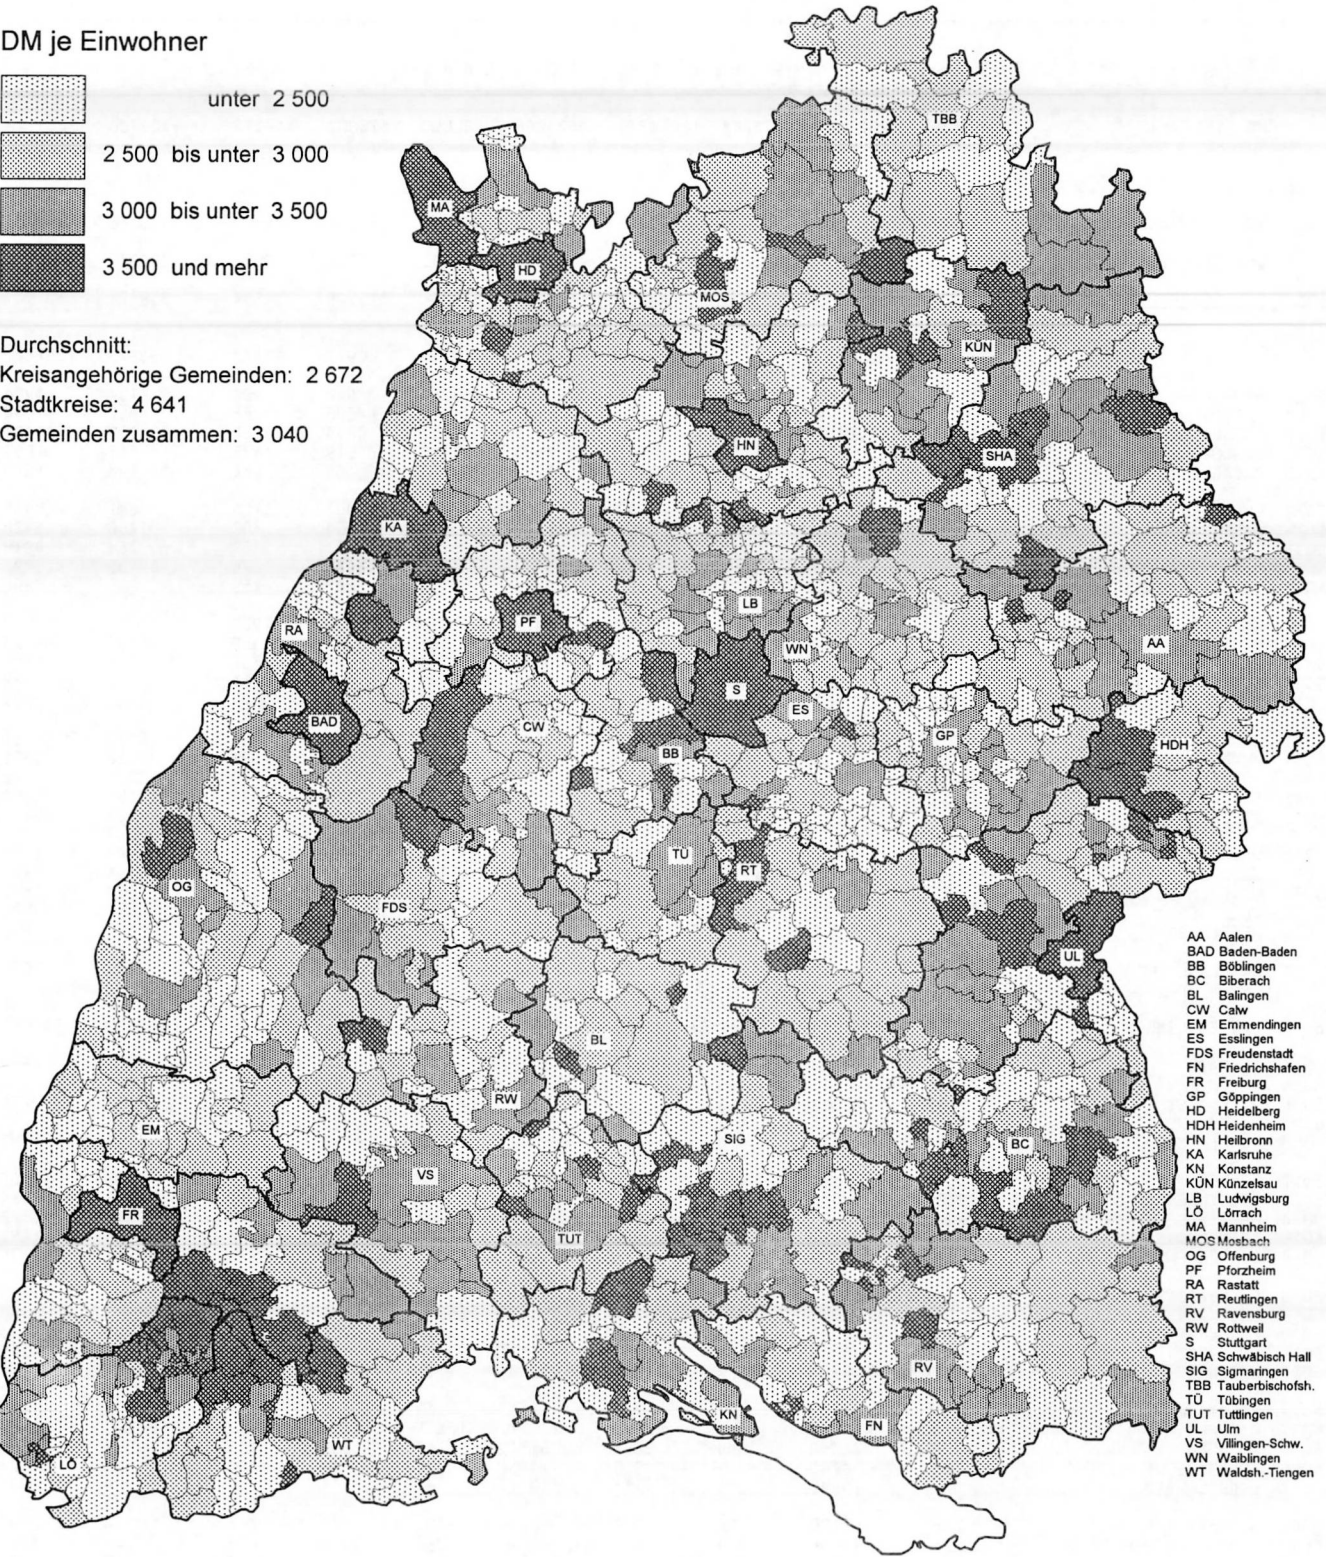 DM je Einwohner
unter 2 500
2 500 bis unter 3 000
3 000 bis unter 3 500
3 500 und mehr
Durchschnitt:
Kreisangehörige Gemeinden: 2 672
Stadtkreise: 4 641
Gemeinden zusammen: 3 040
TBB
MA
HD
MOS
KÜN
HN
SHA
KA
LB
PF
RA
WN
AA
S
ES
BAD
CW
GP
HDH
BB
TÜ
RT
OG
FDS
UL
BL
RW
EM
SIG
BC
VS
FR
TUT
RV
KN
FN
WT
LÖ
AA Aalen
BAD Baden-Baden
BB Böblingen
BC Biberach
BL Balingen
CW Calw
EM Emmendingen
ES Esslingen
FDS Freudenstadt
FN Friedrichshafen
FR Freiburg
GP Göppingen
HD Heidelberg
HDH Heidenheim
HN Heilbronn
KA Karlsruhe
KN Konstanz
KÜN Künzelsau
LB Ludwigsburg
LÖ Lörrach
MA Mannheim
MOS Mosbach
OG Offenburg
PF Pforzheim
RA Rastatt
RT Reutlingen
RV Ravensburg
RW Rottweil
S Stuttgart
SHA Schwäbisch Hall
SIG Sigmaringen
TBB Tauberbischofsh.
TÜ Tübingen
TUT Tuttlingen
UL Ulm
VS Villingen-Schw.
WN Waiblingen
WT Waldsh.-Tiengen